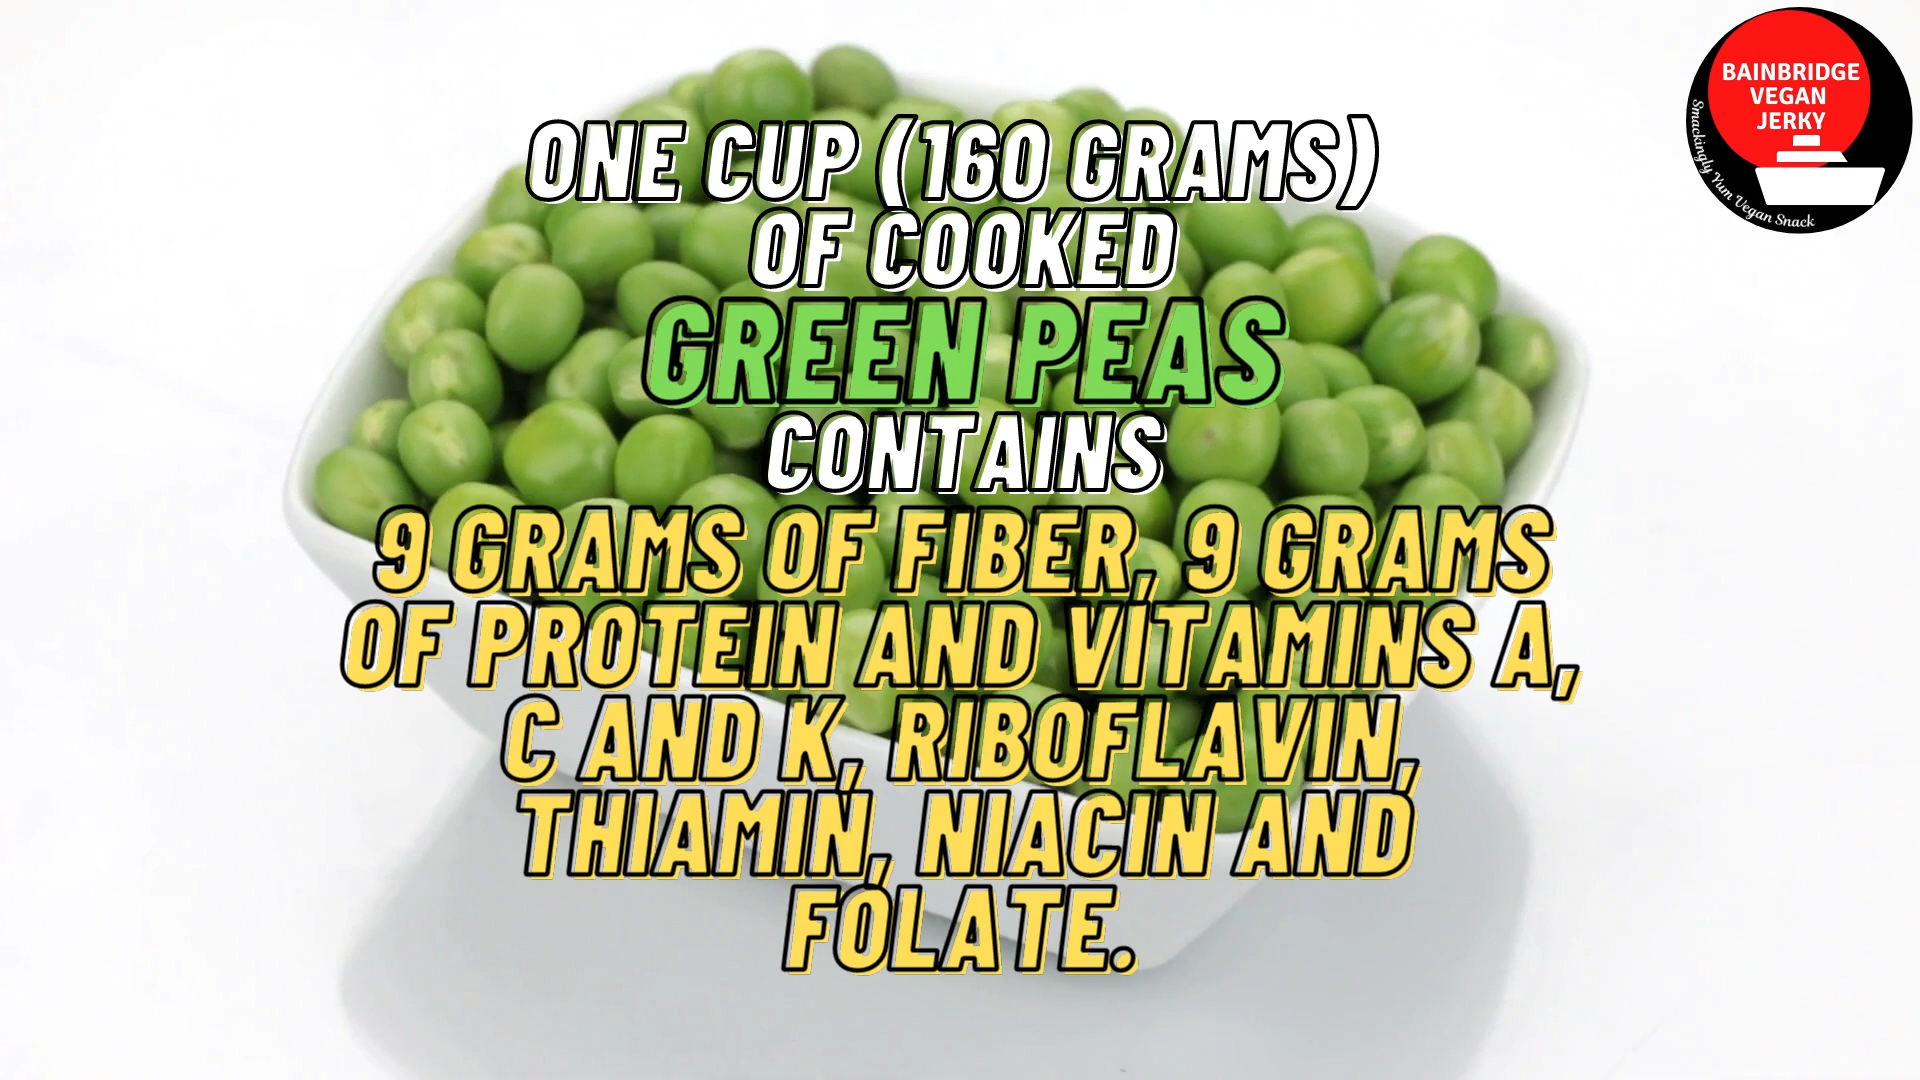 ONE CUP (160 GRAMS)
OF COOKED
GREEN PEAS
CONTAINS
9 GRAMS OF FIBER, 9 GRAMS
OF PROTEIN AND VITAMINS A,
C AND K, RIBOFLAVIN,
THIAMIN, NIACIN AND
FOLATE.
BAINBRIDGE
VEGAN
JERKY
Smackingly Yum Vegan Snack